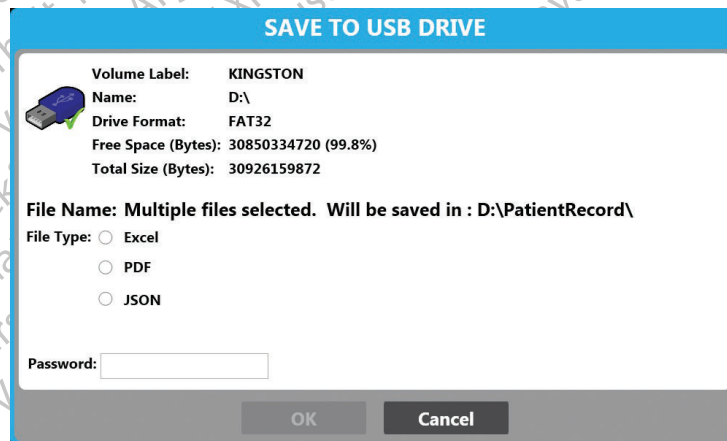 SAVE TO USB DRIVE
Volume Label: KINGSTON
Name: D:\
Drive Format: FAT32
Free Space (Bytes): 30850334720 (99.8%)
Total Size (Bytes): 30926159872
File Name: Multiple files selected. Will be saved in : D:\PatientRecord\
File Type: Excel
PDF
JSON
Password:
OK Cancel